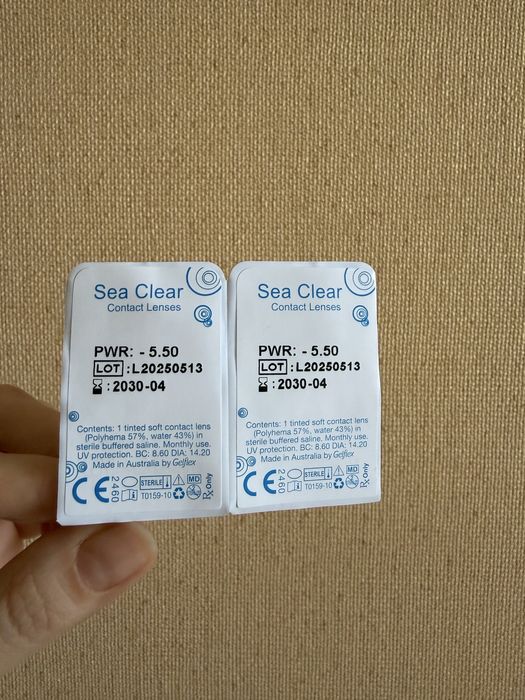 Sea Clear
Contact Lenses
PWR: - 5.50
LOT :L20250513
: 2030-04
Contents: 1 tinted soft contact lens
(Polyhema 57%, water 43%) in
sterile buffered saline. Monthly use.
UV protection. BC: 8.60 DIA: 14.20
Made in Australia by Gelflex
CE 2460 STERILE MD
T0159-10 Rx Only
Sea Clear
Contact Lenses
PWR: - 5.50
LOT :L20250513
: 2030-04
Contents: 1 tinted soft contact lens
(Polyhema 57%, water 43%) in
sterile buffered saline. Monthly use.
UV protection. BC: 8.60 DIA: 14.20
Made in Australia by Gelflex
CE 2460 STERILE MD
T0159-10 Rx Only